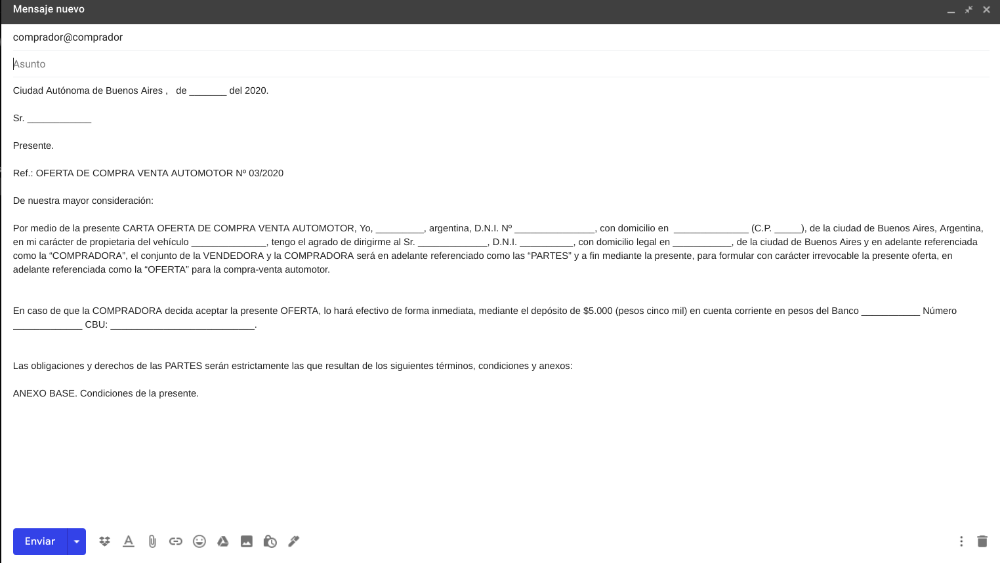 Mensaje nuevo
comprador@comprador
Asunto
Ciudad Autónoma de Buenos Aires ,   de _______ del 2020.
Sr. ____________
Presente.
Ref.: OFERTA DE COMPRA VENTA AUTOMOTOR Nº 03/2020
De nuestra mayor consideración:
Por medio de la presente CARTA OFERTA DE COMPRA VENTA AUTOMOTOR, Yo, _________, argentina, D.N.I. Nº _______________, con domicilio en  ______________ (C.P. _____), de la ciudad de Buenos Aires, Argentina,
en mi carácter de propietaria del vehículo ______________, tengo el agrado de dirigirme al Sr. _____________, D.N.I. __________, con domicilio legal en ___________, de la ciudad de Buenos Aires y en adelante referenciada
como la “COMPRADORA”, el conjunto de la VENDEDORA y la COMPRADORA será en adelante referenciado como las “PARTES” y a fin mediante la presente, para formular con carácter irrevocable la presente oferta, en
adelante referenciada como la “OFERTA” para la compra-venta automotor.
En caso de que la COMPRADORA decida aceptar la presente OFERTA, lo hará efectivo de forma inmediata, mediante el depósito de $5.000 (pesos cinco mil) en cuenta corriente en pesos del Banco ___________ Número
_____________ CBU: ___________________________.
Las obligaciones y derechos de las PARTES serán estrictamente las que resultan de los siguientes términos, condiciones y anexos:
ANEXO BASE. Condiciones de la presente.
Enviar